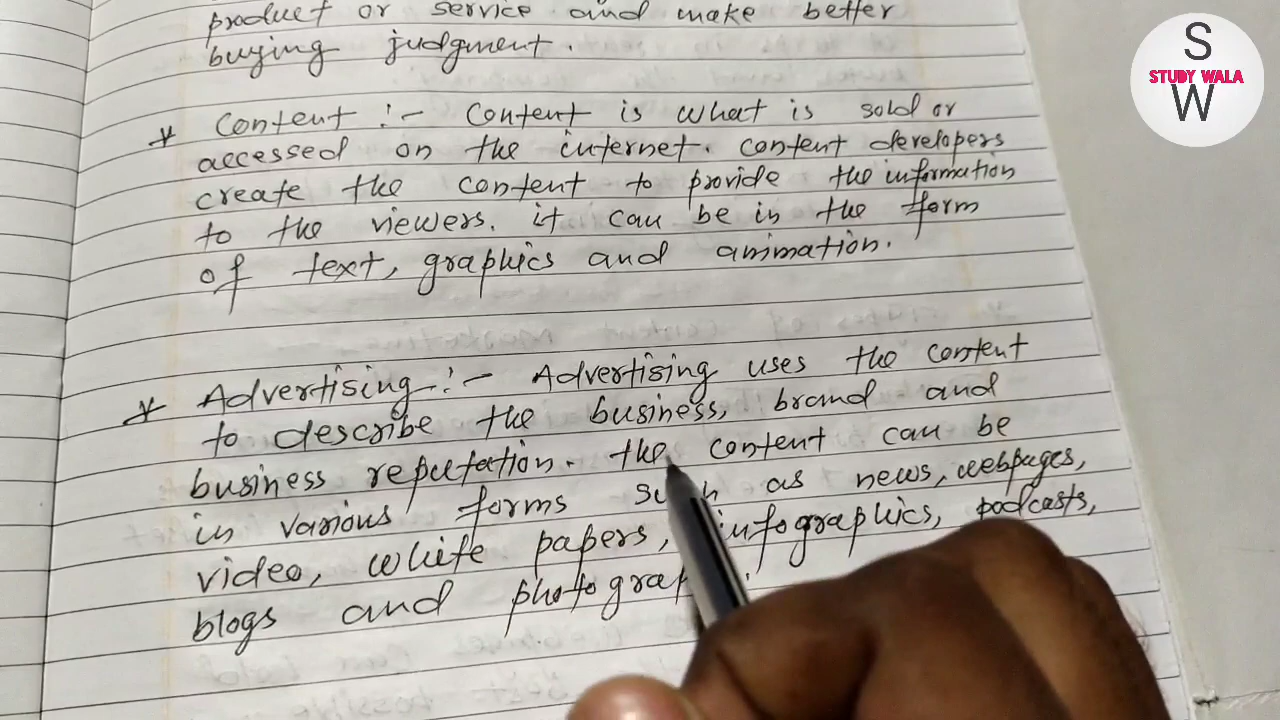 product or service and make better
buying judgment.
* Content :- Content is what is sold or
accessed on the internet. content developers
create the content to provide the information
to the viewers. it can be in the form
of text, graphics and animation.
* Advertising :- Advertising uses the content
to describe the business, brand and
business reputation. the content can be
in various forms such as news, webpages,
video, white papers, infographics, podcasts,
blogs and
S
STUDY WALA
W